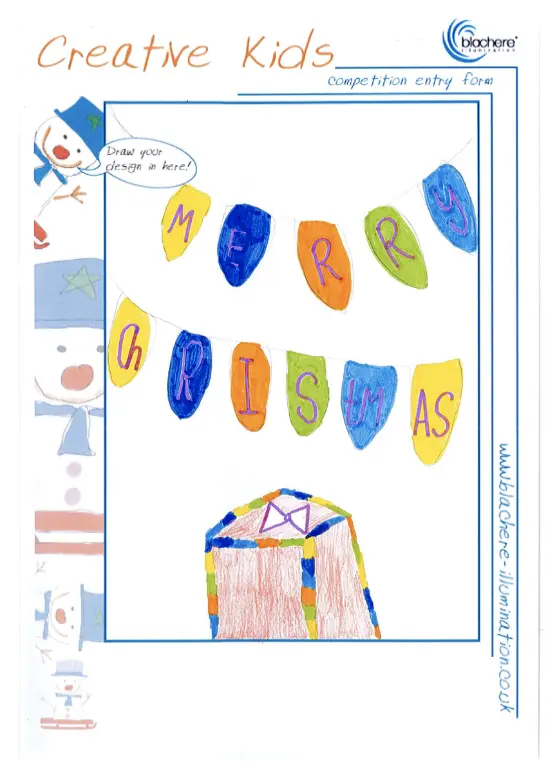 Creative Kids
blachere
illumination
competition entry form
Draw your
design in here!
MERRY
ChRIStMAS
www.blachere-illumination.co.uk